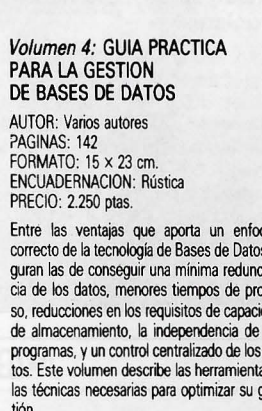 Volumen 4: GUIA PRACTICA
PARA LA GESTION
DE BASES DE DATOS
AUTOR: Varios autores
PAGINAS: 142
FORMATO: 15 × 23 cm.
ENCUADERNACION: Rústica
PRECIO: 2.250 ptas.
Entre las ventajas que aporta un enfoc
correcto de la tecnología de Bases de Datos
guran las de conseguir una mínima redunc
cia de los datos, menores tiempos de pro
so, reducciones en los requisitos de capaci
de almacenamiento, la independencia de
programas, y un control centralizado de los
tos. Este volumen describe las herramienta
las técnicas necesarias para optimizar su g
tión